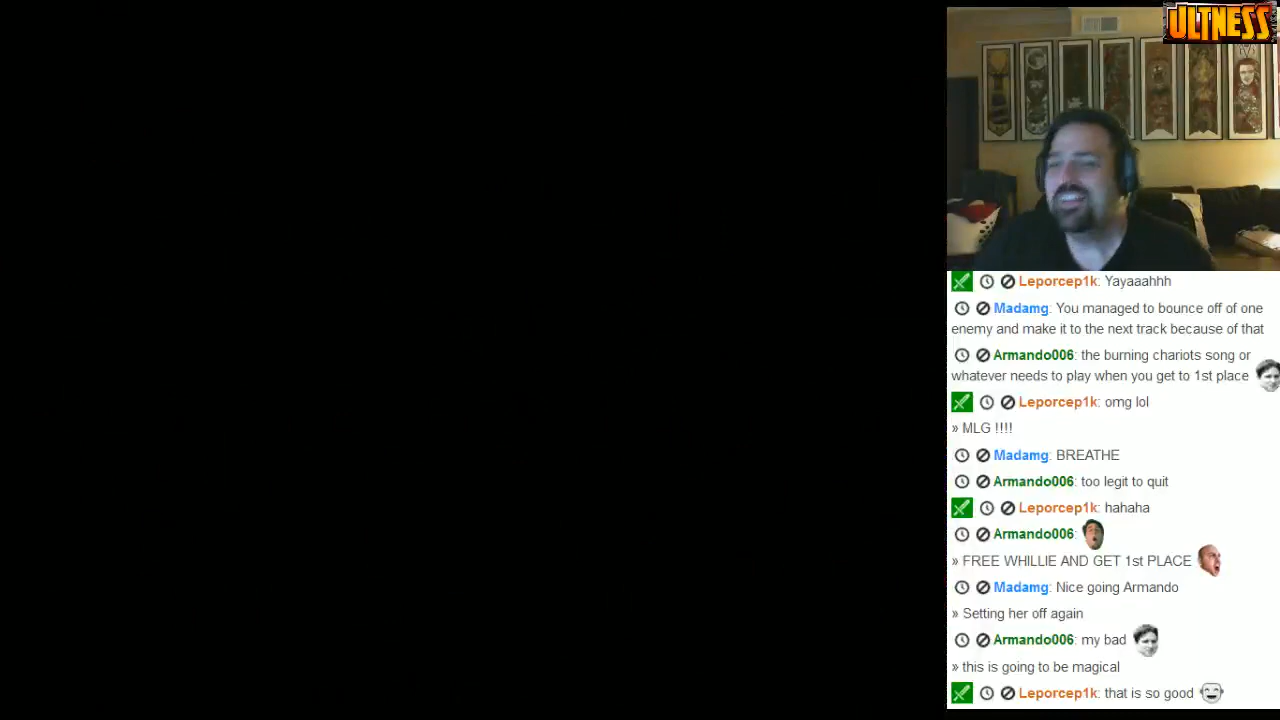 ULTNESS
Leporcep1k: Yayaaahhh
Madamg: You managed to bounce off of one
enemy and make it to the next track because of that
Armando006: the burning chariots song or
whatever needs to play when you get to 1st place
Leporcep1k: omg lol
» MLG !!!!
Madamg: BREATHE
Armando006: too legit to quit
Leporcep1k: hahaha
Armando006:
» FREE WHILLIE AND GET 1st PLACE
Madamg: Nice going Armando
» Setting her off again
Armando006: my bad
» this is going to be magical
Leporcep1k: that is so good